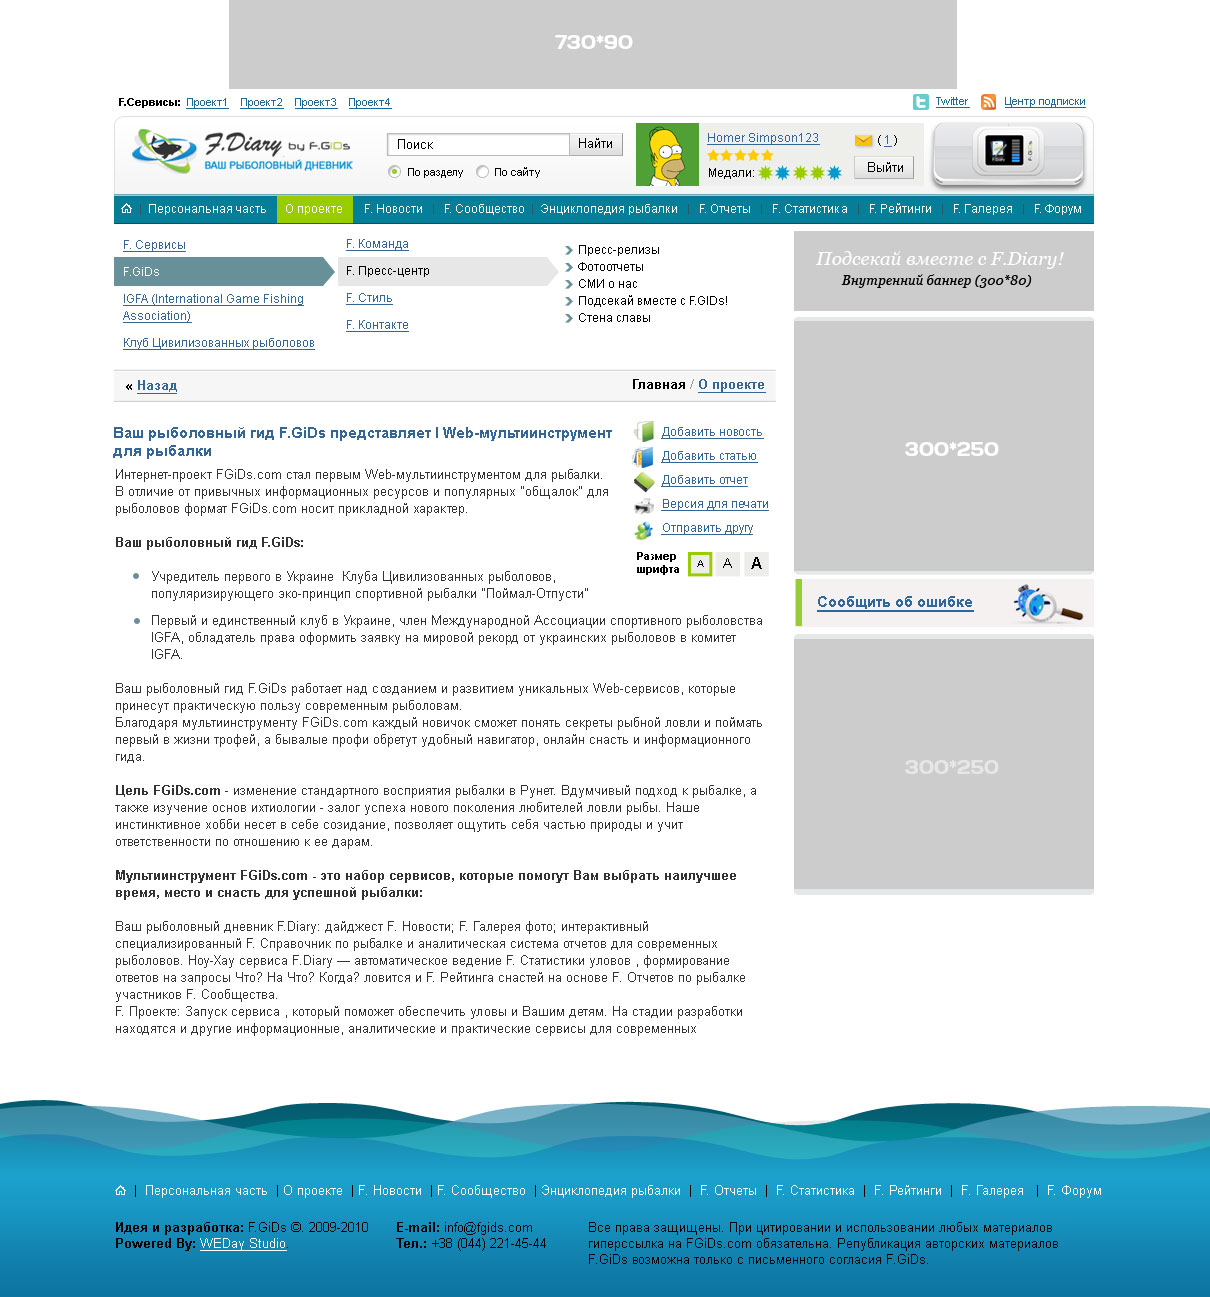 730*90
F.Сервисы: Проект1 Проект2 Проект3 Проект4
Twitter Центр подписки
F.Diary by F.GiDs
ВАШ РЫБОЛОВНЫЙ ДНЕВНИК
Поиск Найти
По разделу По сайту
Homer Simpson123
(1)
Медали:
Выйти
Персональная часть О проекте F. Новости F. Сообщество Энциклопедия рыбалки F. Отчеты F. Статистика F. Рейтинги F. Галерея F. Форум
F. Сервисы
F.GiDs
IGFA (International Game Fishing
Association)
Клуб Цивилизованных рыболовов
F. Команда
F. Пресс-центр
F. Стиль
F. Контакте
Пресс-релизы
Фотоотчеты
СМИ о нас
Подсекай вместе с F.GIDs!
Стена славы
Подсекай вместе с F.Diary!
Внутренний баннер (300*80)
« Назад
Главная / О проекте
300*250
Сообщить об ошибке
300*250
Ваш рыболовный гид F.GiDs представляет I Web-мультиинструмент
для рыбалки
Добавить новость
Добавить статью
Добавить отчет
Версия для печати
Отправить другу
Размер
шрифта
A A A
Интернет-проект FGiDs.com стал первым Web-мультиинструментом для рыбалки.
В отличие от привычных информационных ресурсов и популярных "общалок" для
рыболовов формат FGiDs.com носит прикладной характер.
Ваш рыболовный гид F.GiDs:
Учредитель первого в Украине Клуба Цивилизованных рыболовов,
популяризирующего эко-принцип спортивной рыбалки "Поймал-Отпусти"
Первый и единственный клуб в Украине, член Международной Ассоциации спортивного рыболовства
IGFA, обладатель права оформить заявку на мировой рекорд от украинских рыболовов в комитет
IGFA.
Ваш рыболовный гид F.GiDs работает над созданием и развитием уникальных Web-сервисов, которые
принесут практическую пользу современным рыболовам.
Благодаря мультиинструменту FGiDs.com каждый новичок сможет понять секреты рыбной ловли и поймать
первый в жизни трофей, а бывалые профи обретут удобный навигатор, онлайн снасть и информационного
гида.
Цель FGiDs.com - изменение стандартного восприятия рыбалки в Рунет. Вдумчивый подход к рыбалке, а
также изучение основ ихтиологии - залог успеха нового поколения любителей ловли рыбы. Наше
инстинктивное хобби несет в себе созидание, позволяет ощутить себя частью природы и учит
ответственности по отношению к ее дарам.
Мультиинструмент FGiDs.com - это набор сервисов, которые помогут Вам выбрать наилучшее
время, место и снасть для успешной рыбалки:
Ваш рыболовный дневник F.Diary: дайджест F. Новости; F. Галерея фото; интерактивный
специализированный F. Справочник по рыбалке и аналитическая система отчетов для современных
рыболовов. Ноу-Хау сервиса F.Diary — автоматическое ведение F. Статистики уловов , формирование
ответов на запросы Что? На Что? Когда? ловится и F. Рейтинга снастей на основе F. Отчетов по рыбалке
участников F. Сообщества.
F. Проекте: Запуск сервиса , который поможет обеспечить уловы и Вашим детям. На стадии разработки
находятся и другие информационные, аналитические и практические сервисы для современных
Персональная часть | О проекте | F. Новости | F. Сообщество | Энциклопедия рыбалки | F. Отчеты | F. Статистика | F. Рейтинги | F. Галерея | F. Форум
Идея и разработка: F.GiDs ©. 2009-2010
Powered By: WEDay Studio
E-mail: info@fgids.com
Тел.: +38 (044) 221-45-44
Все права защищены. При цитировании и использовании любых материалов
гиперссылка на FGiDs.com обязательна. Републикация авторских материалов
F.GiDs возможна только с письменного согласия F.GiDs.